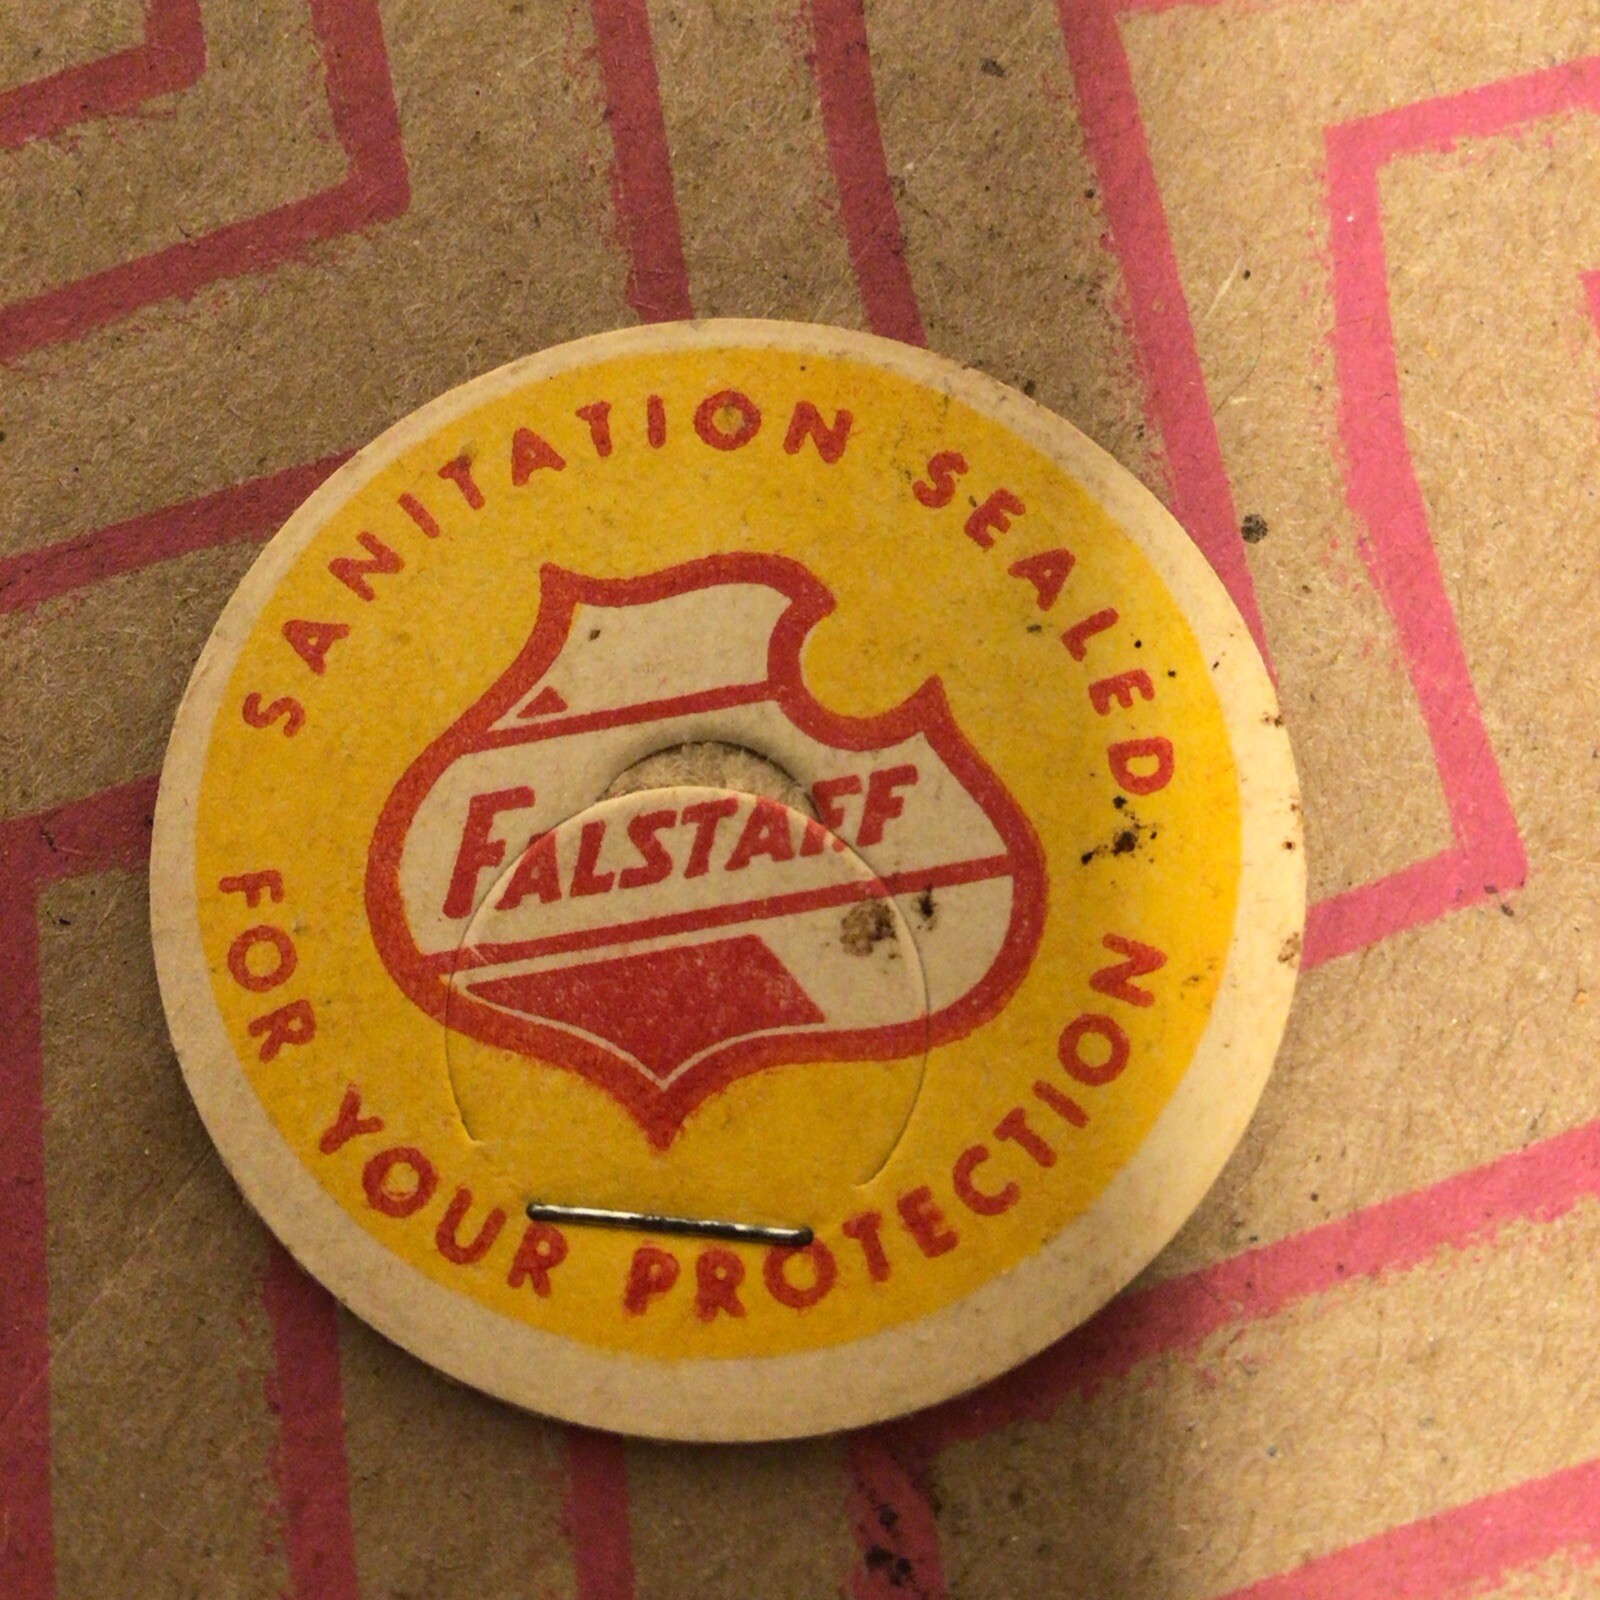 SANITATION SEALED
FALSTAFF
FOR YOUR PROTECTION